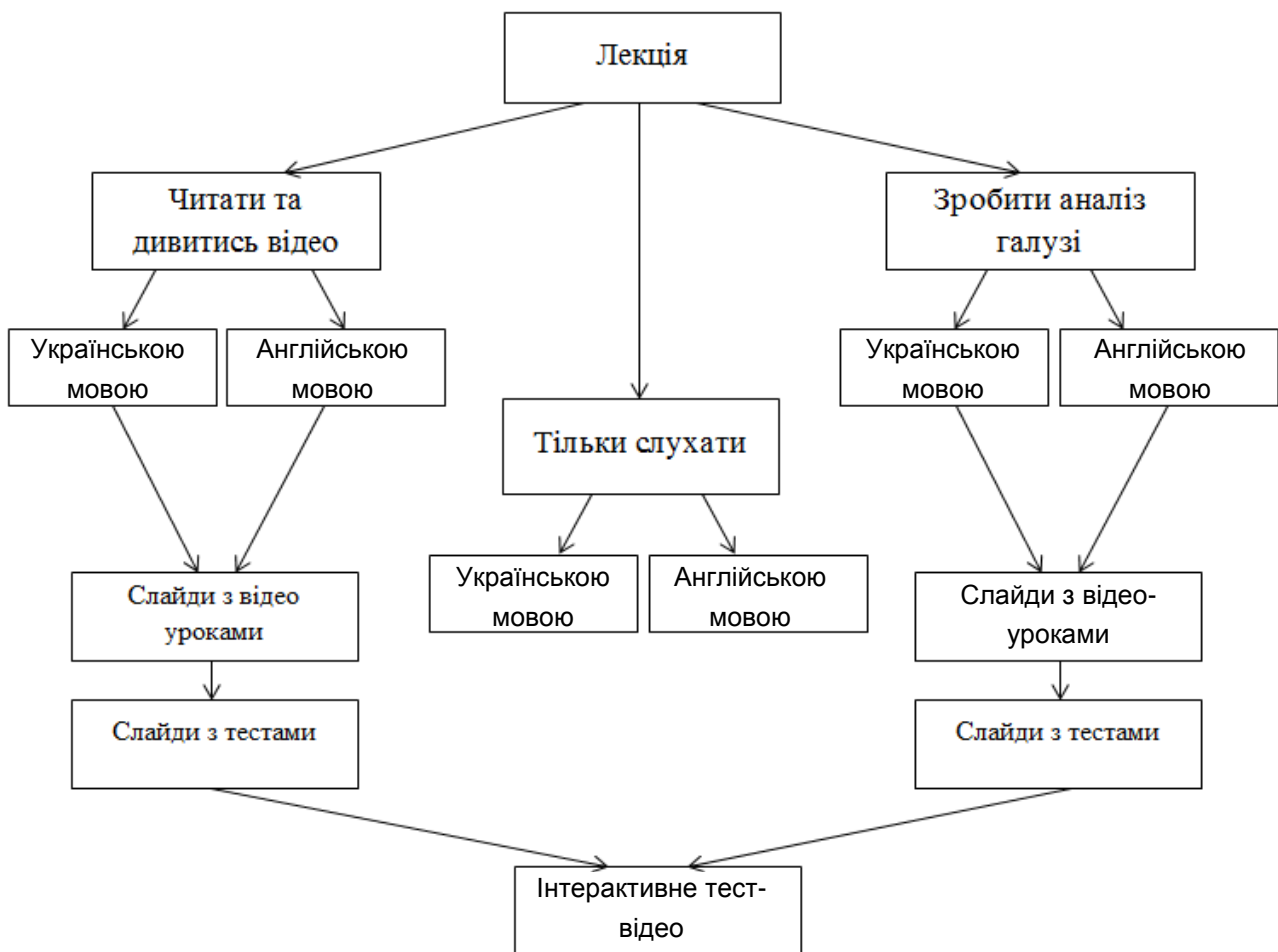 Лекція
Читати та
дивитись відео
Зробити аналіз
галузі
Українською
мовою
Англійською
мовою
Українською
мовою
Англійською
мовою
Тільки слухати
Українською
мовою
Англійською
мовою
Слайди з відео
уроками
Слайди з відео-
уроками
Слайди з тестами
Слайди з тестами
Інтерактивне тест-
відео